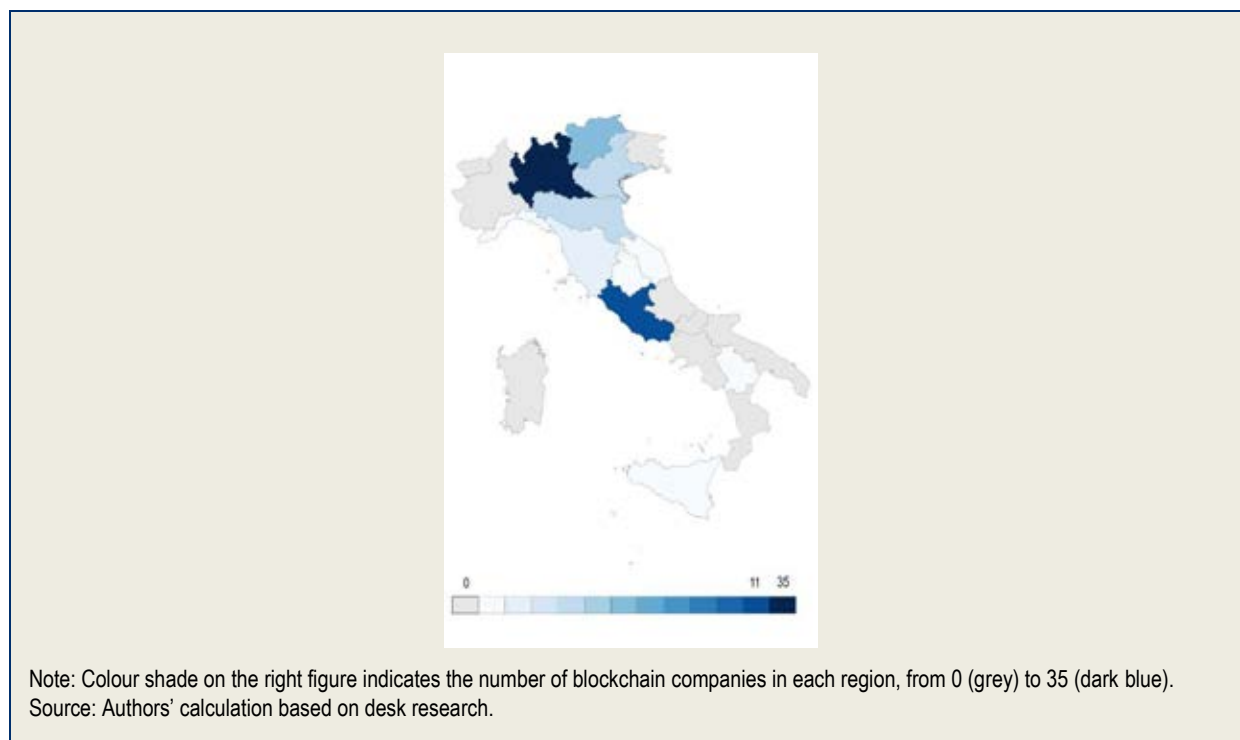 0 11 35
Note: Colour shade on the right figure indicates the number of blockchain companies in each region, from 0 (grey) to 35 (dark blue).
Source: Authors’ calculation based on desk research.